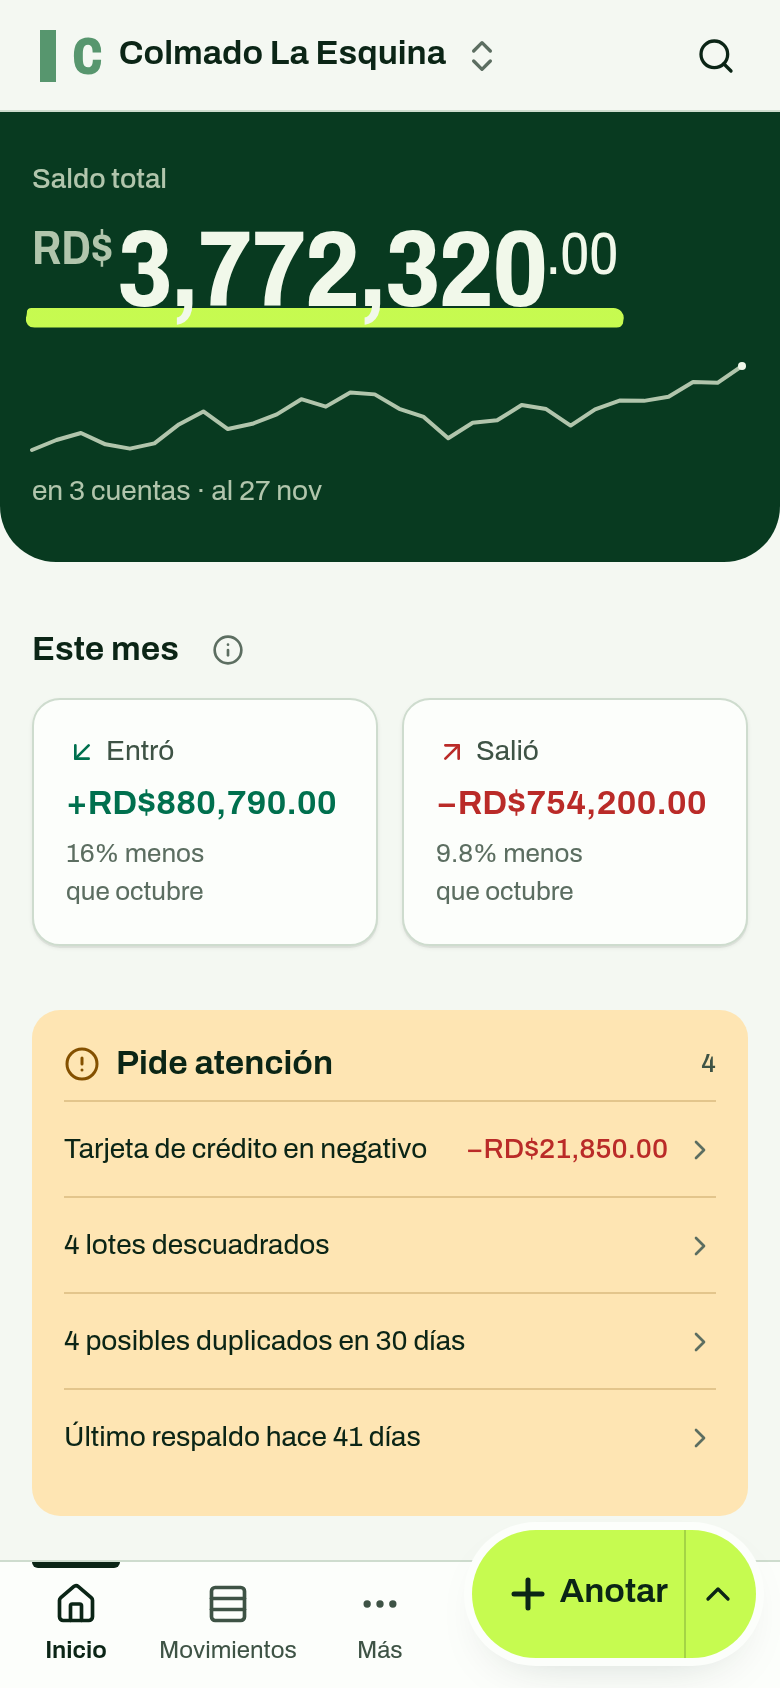 C Colmado La Esquina
Saldo total
RD$3,772,320.00
en 3 cuentas · al 27 nov
Este mes
Entró
+RD$880,790.00
16% menos
que octubre
Salió
−RD$754,200.00
9.8% menos
que octubre
Pide atención 4
Tarjeta de crédito en negativo −RD$21,850.00
4 lotes descuadrados
4 posibles duplicados en 30 días
Último respaldo hace 41 días
Anotar
Inicio
Movimientos
Más